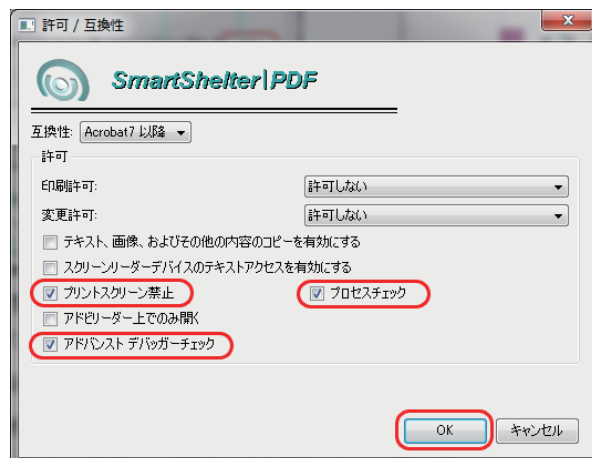 許可 / 互換性
SmartShelter|PDF
互換性: Acrobat7 以降
許可
印刷許可: 許可しない
変更許可: 許可しない
テキスト、画像、およびその他の内容のコピーを有効にする
スクリーンリーダーデバイスのテキストアクセスを有効にする
プリントスクリーン禁止 プロセスチェック
アドビリーダー上でのみ開く
アドバンスト デバッガーチェック
OK キャンセル